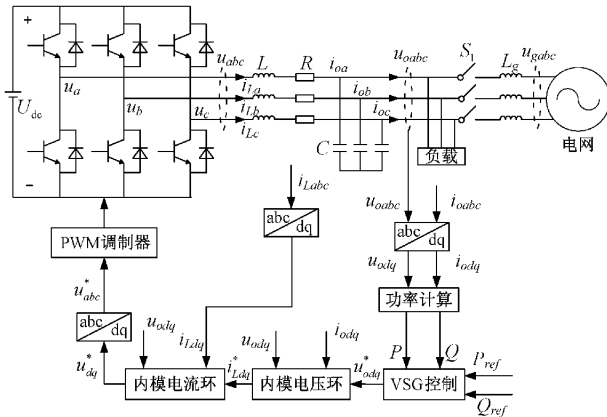 +
U_dc
−
u_a
u_b
u_c
u_abc
L
R
i_La
i_Lb
i_Lc
i_oa
i_ob
i_oc
C
u_oabc
S_1
L_g
u_gabc
负载
电网
i_Labc
abc
dq
u_oabc
i_oabc
abc
dq
u_odq
i_odq
功率计算
P
Q
PWM调制器
u*_abc
abc
dq
u*_dq
u_odq
i_Ldq
内模电流环
i*_Ldq
u_odq
i_odq
内模电压环
u*_odq
VSG控制
P_ref
Q_ref